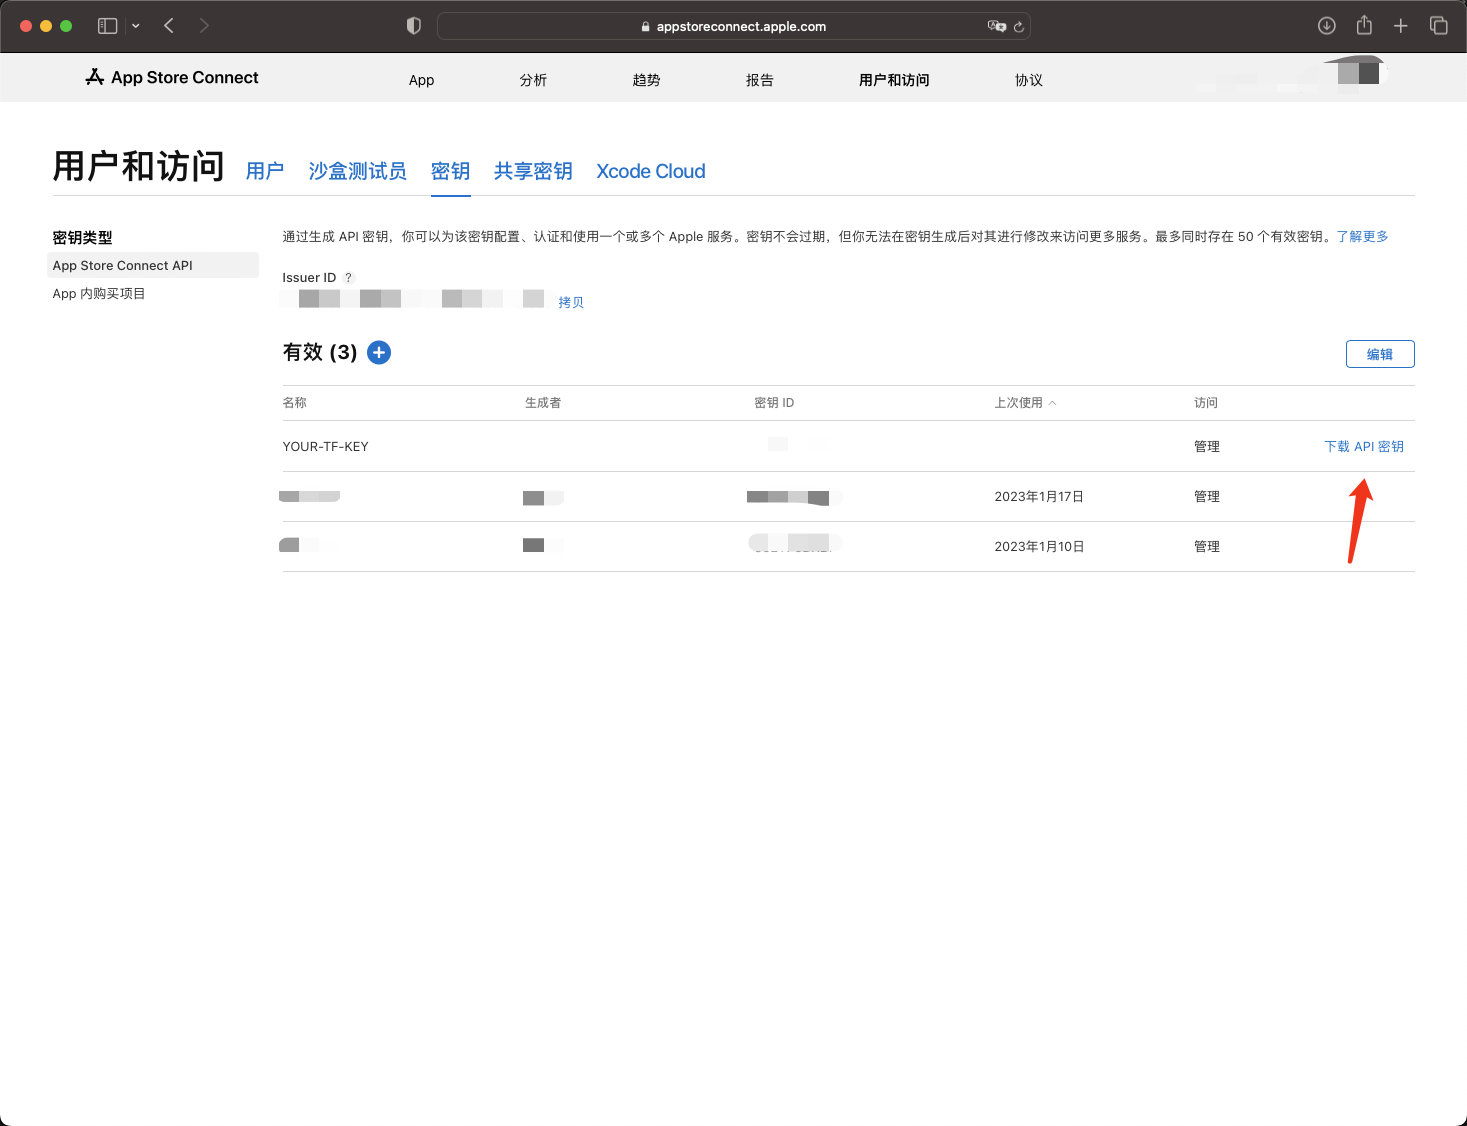 appstoreconnect.apple.com
App Store Connect
App
分析
趋势
报告
用户和访问
协议
用户和访问
用户
沙盒测试员
密钥
共享密钥
Xcode Cloud
密钥类型
App Store Connect API
App 内购买项目
通过生成 API 密钥，你可以为该密钥配置、认证和使用一个或多个 Apple 服务。密钥不会过期，但你无法在密钥生成后对其进行修改来访问更多服务。最多同时存在 50 个有效密钥。了解更多
Issuer ID ?
拷贝
有效 (3)
编辑
名称 生成者 密钥 ID 上次使用 访问
YOUR-TF-KEY 管理 下载 API 密钥
2023年1月17日 管理
2023年1月10日 管理